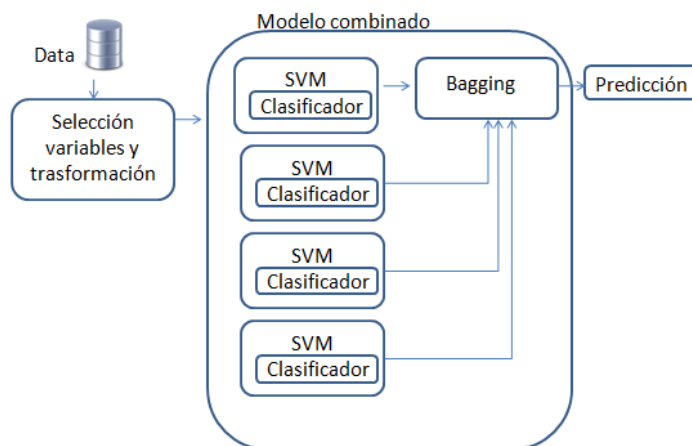 Modelo combinado
Data
Selección
variables y
trasformación
SVM
Clasificador
Bagging
Predicción
SVM
Clasificador
SVM
Clasificador
SVM
Clasificador